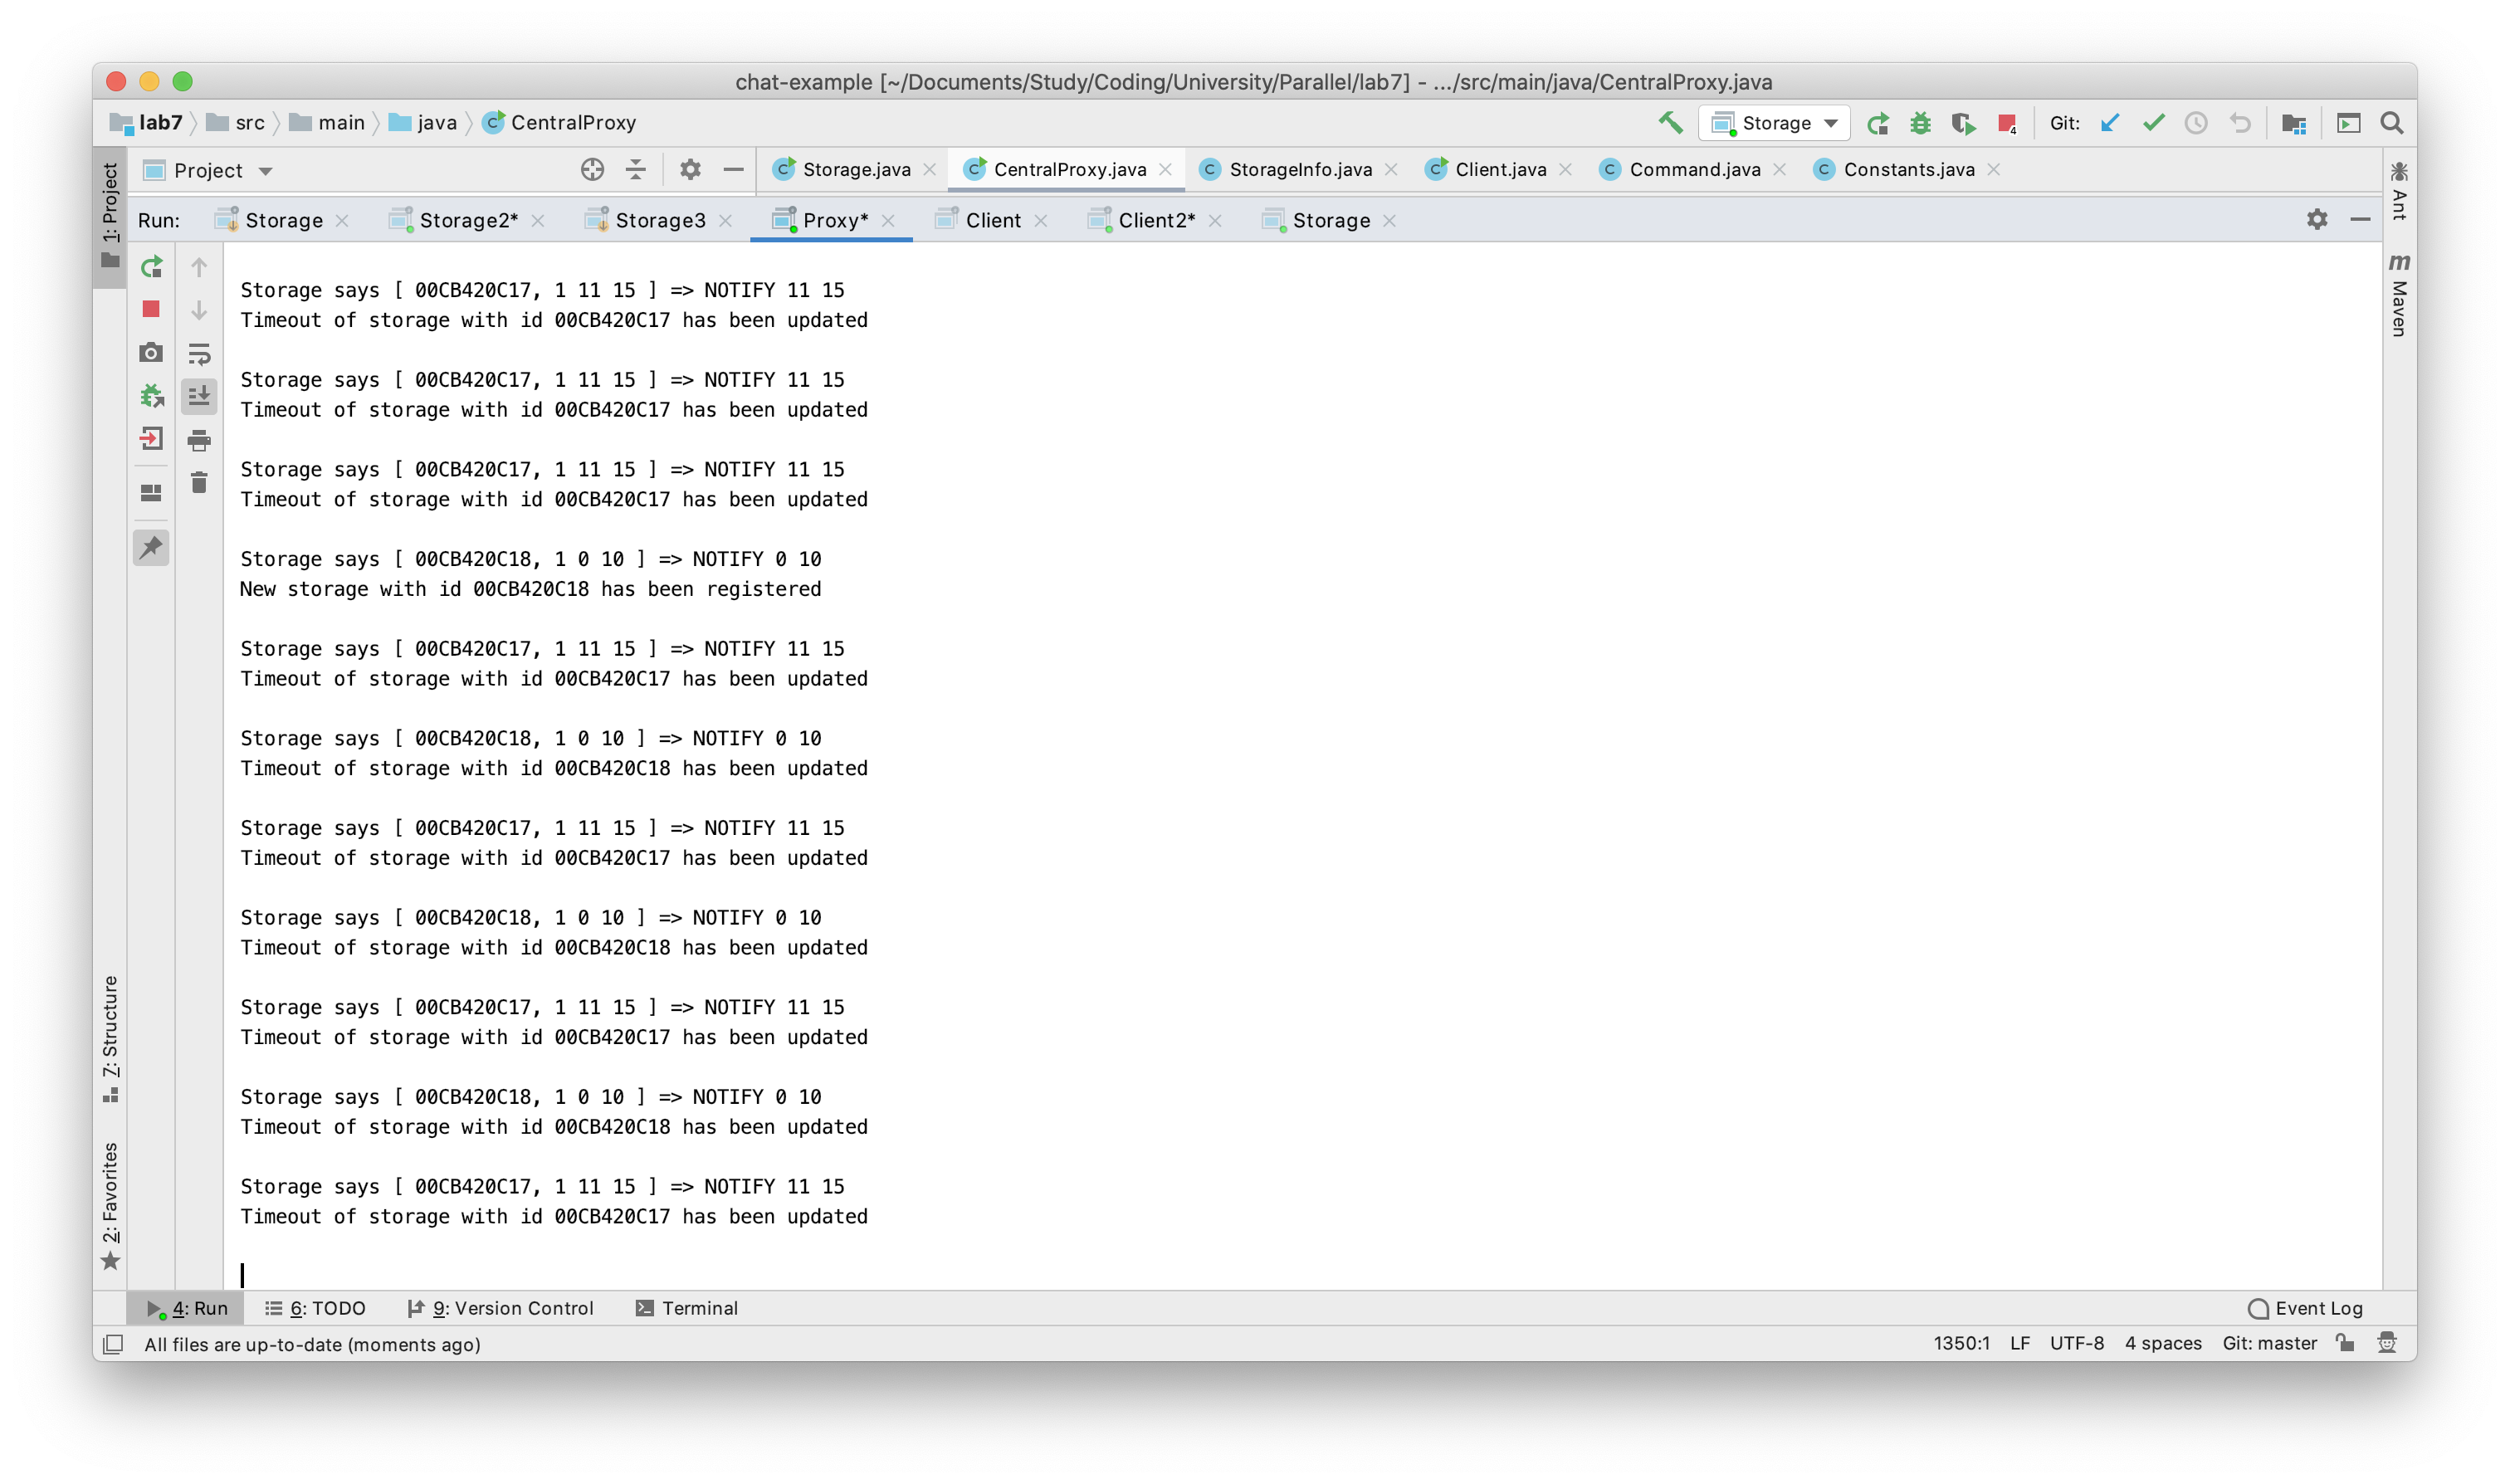 chat-example [~/Documents/Study/Coding/University/Parallel/lab7] - .../src/main/java/CentralProxy.java
lab7 src main java CentralProxy Storage 4 Git:
Project Storage.java CentralProxy.java StorageInfo.java Client.java Command.java Constants.java
Run: Storage Storage2* Storage3 Proxy* Client Client2* Storage
1: Project
7: Structure
2: Favorites
Ant
Maven
Storage says [ 00CB420C17, 1 11 15 ] => NOTIFY 11 15
Timeout of storage with id 00CB420C17 has been updated
Storage says [ 00CB420C17, 1 11 15 ] => NOTIFY 11 15
Timeout of storage with id 00CB420C17 has been updated
Storage says [ 00CB420C17, 1 11 15 ] => NOTIFY 11 15
Timeout of storage with id 00CB420C17 has been updated
Storage says [ 00CB420C18, 1 0 10 ] => NOTIFY 0 10
New storage with id 00CB420C18 has been registered
Storage says [ 00CB420C17, 1 11 15 ] => NOTIFY 11 15
Timeout of storage with id 00CB420C17 has been updated
Storage says [ 00CB420C18, 1 0 10 ] => NOTIFY 0 10
Timeout of storage with id 00CB420C18 has been updated
Storage says [ 00CB420C17, 1 11 15 ] => NOTIFY 11 15
Timeout of storage with id 00CB420C17 has been updated
Storage says [ 00CB420C18, 1 0 10 ] => NOTIFY 0 10
Timeout of storage with id 00CB420C18 has been updated
Storage says [ 00CB420C17, 1 11 15 ] => NOTIFY 11 15
Timeout of storage with id 00CB420C17 has been updated
Storage says [ 00CB420C18, 1 0 10 ] => NOTIFY 0 10
Timeout of storage with id 00CB420C18 has been updated
Storage says [ 00CB420C17, 1 11 15 ] => NOTIFY 11 15
Timeout of storage with id 00CB420C17 has been updated
4: Run 6: TODO 9: Version Control Terminal Event Log
All files are up-to-date (moments ago) 1350:1 LF UTF-8 4 spaces Git: master